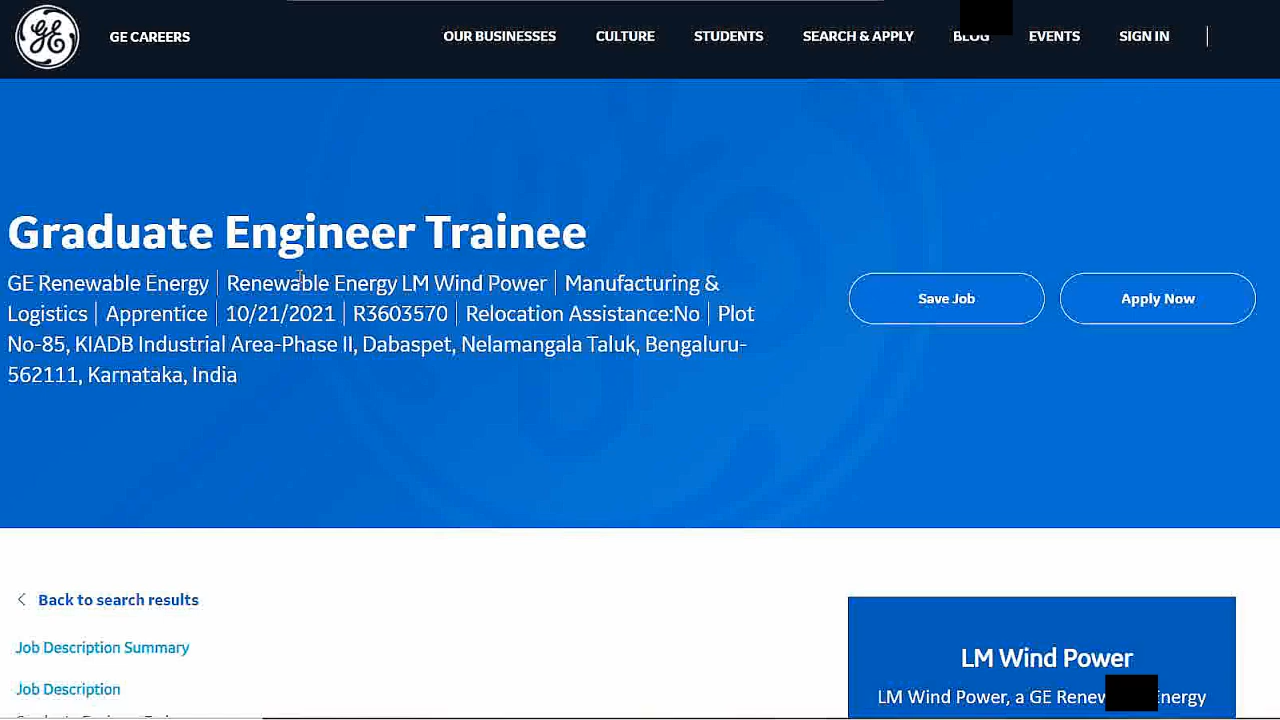 GE CAREERS
OUR BUSINESSES CULTURE STUDENTS SEARCH & APPLY BLOG EVENTS SIGN IN
Graduate Engineer Trainee
GE Renewable Energy | Renewable Energy LM Wind Power | Manufacturing &
Logistics | Apprentice | 10/21/2021 | R3603570 | Relocation Assistance:No | Plot
No-85, KIADB Industrial Area-Phase II, Dabaspet, Nelamangala Taluk, Bengaluru-
562111, Karnataka, India
Save Job
Apply Now
Back to search results
Job Description Summary
Job Description
LM Wind Power
LM Wind Power, a GE Energy